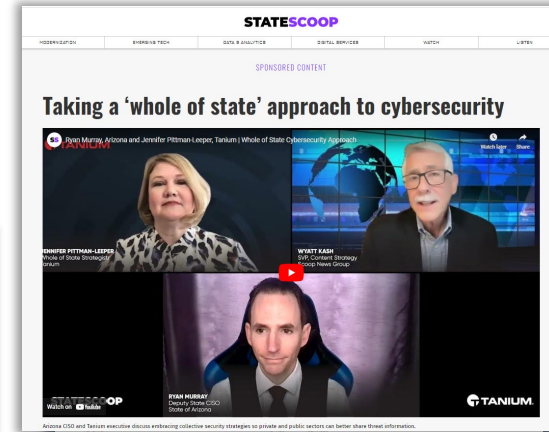 STATESCOOP
MODERNIZATION
EMERGING TECH
DATA & ANALYTICS
DIGITAL SERVICES
WATCH
LISTEN
SPONSORED CONTENT
Taking a ‘whole of state’ approach to cybersecurity
SS
Ryan Murray, Arizona and Jennifer Pittman-Leeper, Tanium | Whole of State Cybersecurity Approach
TANIUM
Watch later
Share
JENNIFER PITTMAN-LEEPER
Whole of State Strategist
Tanium
WYATT KASH
SVP, Content Strategy
Scoop News Group
RYAN MURRAY
Deputy State CISO
State of Arizona
STATESCOOP
Watch on YouTube
TANIUM.
Arizona CISO and Tanium executive discuss embracing collective security strategies so private and public sectors can better share threat information.